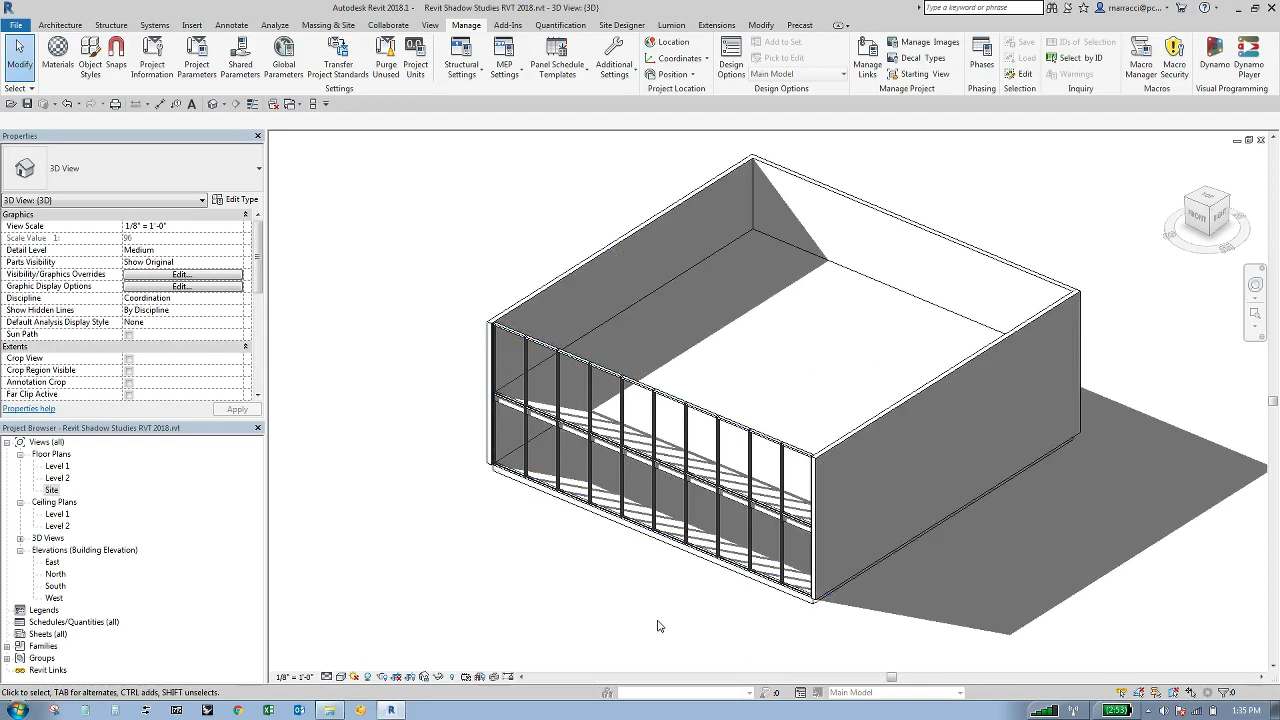 Autodesk Revit 2018.1 - Revit Shadow Studies RVT 2018.rvt - 3D View: {3D}
Type a keyword or phrase
rmarracci@pc...
File Architecture Structure Systems Insert Annotate Analyze Massing & Site Collaborate View Manage Add-Ins Quantification Site Designer Lumion Enscape™ Modify Precast
Modify
Materials
Object Styles
Snaps
Project Information
Project Parameters
Shared Parameters
Global Parameters
Transfer Project Standards
Purge Unused
Project Units
Structural Settings
MEP Settings
Panel Schedule Templates
Additional Settings
Location
Coordinates
Position
Design Options
Add to Set
Pick to Edit
Main Model
Manage Links
Manage Images
Decal Types
Starting View
Phases
Save
Load
Edit
IDs of Selection
Select by ID
Warnings
Macro Manager
Macro Security
Dynamo
Dynamo Player
Select
Settings
Project Location
Design Options
Manage Project
Phasing
Selection
Inquiry
Macros
Visual Programming
Properties
3D View
3D View: {3D}
Edit Type
Graphics
View Scale 1/8" = 1'-0"
Scale Value 1: 96
Detail Level Medium
Parts Visibility Show Original
Visibility/Graphics Overrides Edit...
Graphic Display Options Edit...
Discipline Coordination
Show Hidden Lines By Discipline
Default Analysis Display Style None
Sun Path
Extents
Crop View
Crop Region Visible
Annotation Crop
Far Clip Active
Properties help
Apply
Project Browser - Revit Shadow Studies RVT 2018.rvt
Views (all)
Floor Plans
Level 1
Level 2
Site
Ceiling Plans
Level 1
Level 2
3D Views
Elevations (Building Elevation)
East
North
South
West
Legends
Schedules/Quantities (all)
Sheets (all)
Families
Groups
Revit Links
TOP
FRONT
RIGHT
1/8" = 1'-0"
Click to select, TAB for alternates, CTRL adds, SHIFT unselects.
:0
Main Model
:0
(2:53)
1:35 PM